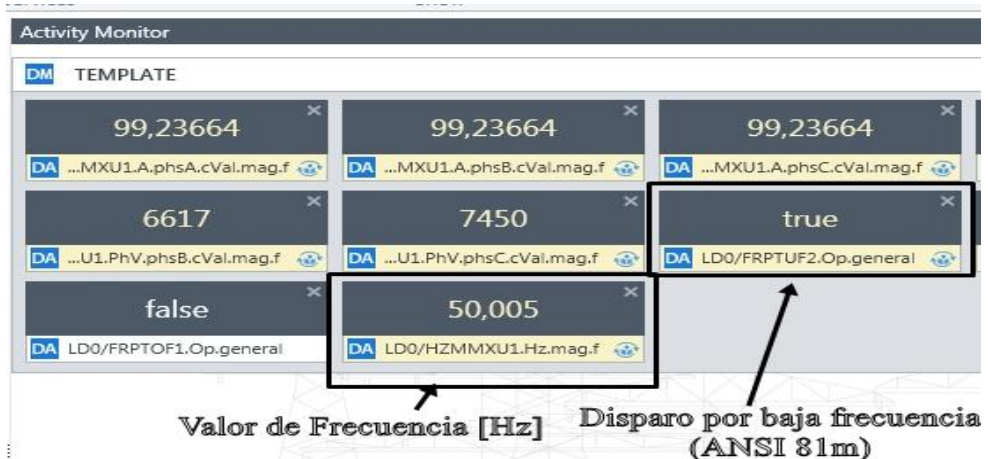 Activity Monitor
DM TEMPLATE
99,23664 99,23664 99,23664
DA ...MXU1.A.phsA.cVal.mag.f DA ...MXU1.A.phsB.cVal.mag.f DA ...MXU1.A.phsC.cVal.mag.f
6617 7450 true
DA ...U1.PhV.phsB.cVal.mag.f DA ...U1.PhV.phsC.cVal.mag.f DA LD0/FRPTUF2.Op.general
false 50,005
DA LD0/FRPTOF1.Op.general DA LD0/HZMMXU1.Hz.mag.f
Valor de Frecuencia [Hz] Disparo por baja frecuencia
(ANSI 81m)